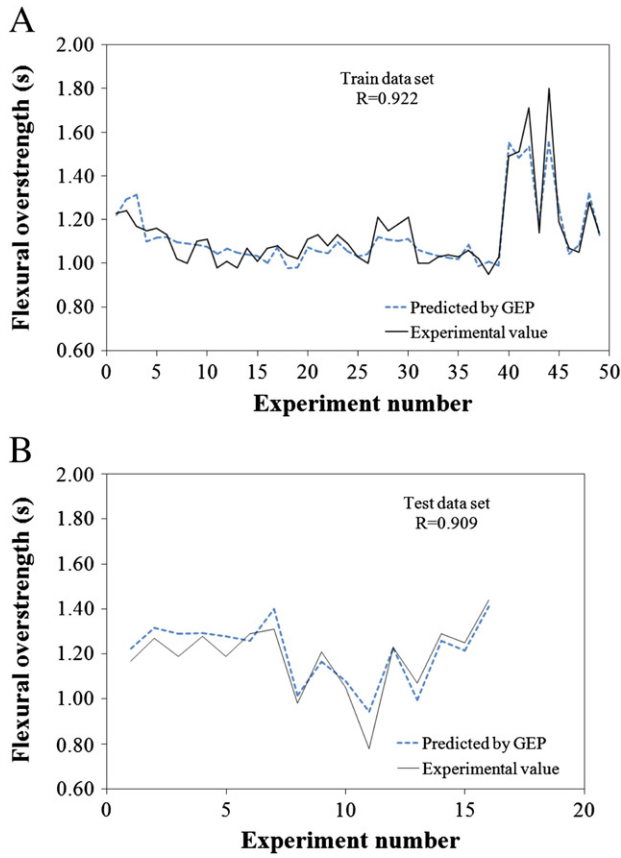 A
2.00
1.80
1.60
1.40
1.20
1.00
0.80
0.60
Flexural overstrength (s)
Train data set
R=0.922
Predicted by GEP
Experimental value
0 5 10 15 20 25 30 35 40 45 50
Experiment number
B
2.00
1.80
1.60
1.40
1.20
1.00
0.80
0.60
Flexural overstrength (s)
Test data set
R=0.909
Predicted by GEP
Experimental value
0 5 10 15 20
Experiment number